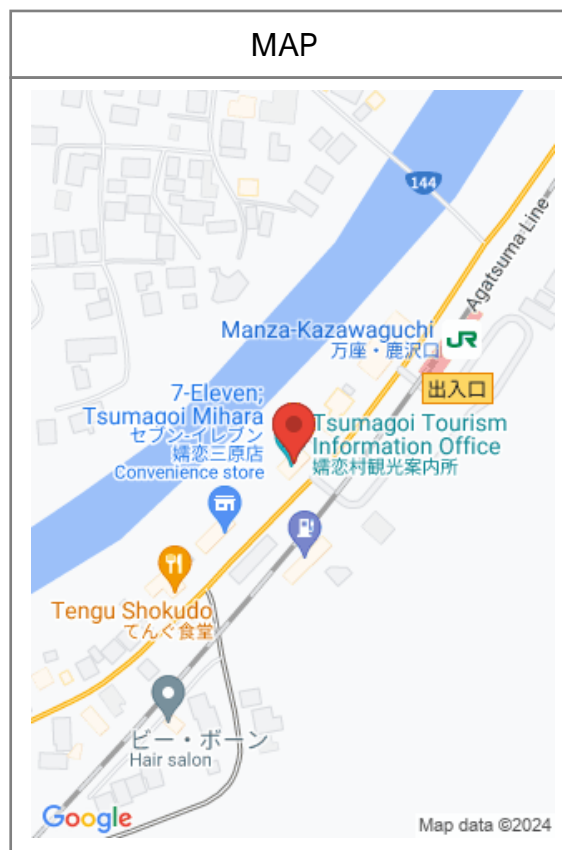 MAP
144
Agatsuma Line
Manza-Kazawaguchi
万座・鹿沢口
JR
出入口
7-Eleven;
Tsumagoi Mihara
セブン-イレブン
嬬恋三原店
Convenience store
Tsumagoi Tourism
Information Office
嬬恋村観光案内所
Tengu Shokudo
てんぐ食堂
ビー・ボーン
Hair salon
Google
Map data ©2024